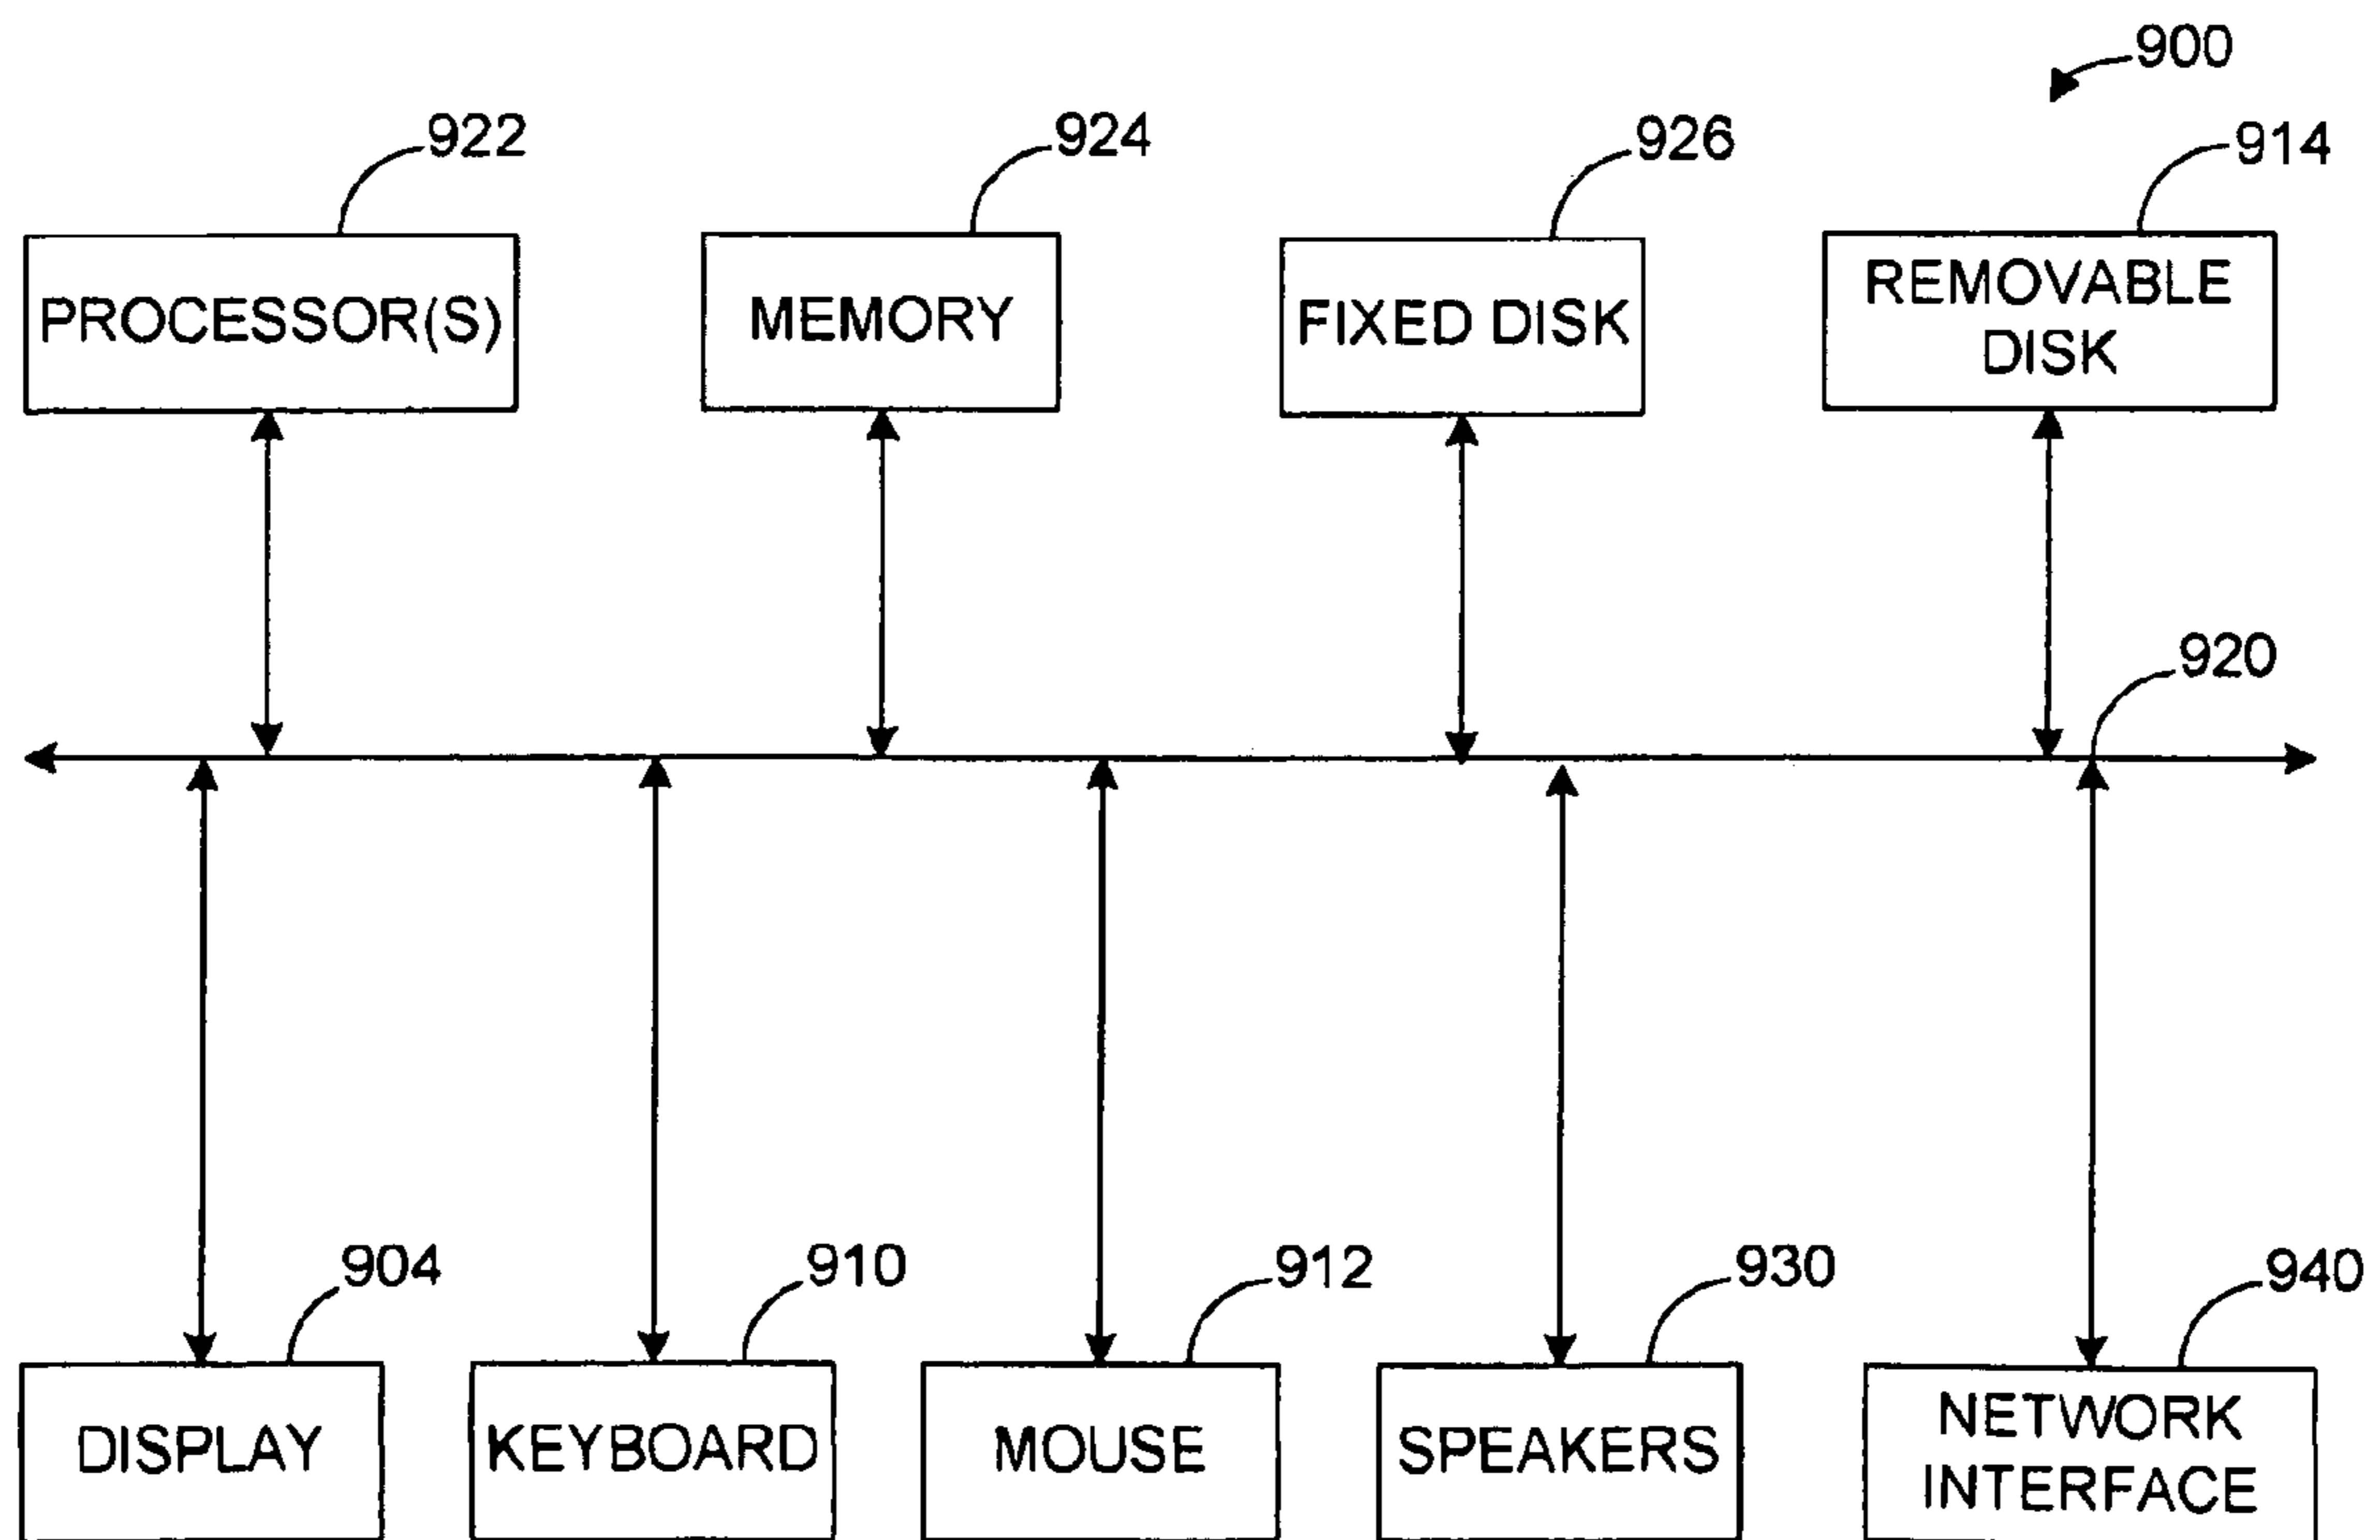 900
922
924
926
914
PROCESSOR(S)
MEMORY
FIXED DISK
REMOVABLE
DISK
920
904
910
912
930
940
DISPLAY
KEYBOARD
MOUSE
SPEAKERS
NETWORK
INTERFACE